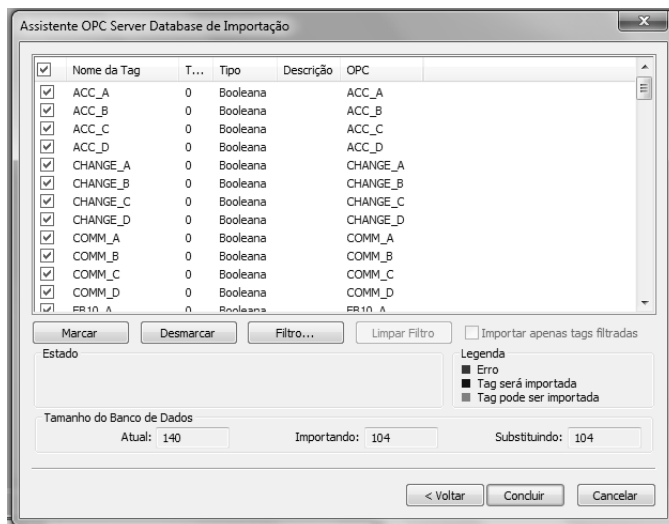 Assistente OPC Server Database de Importação
Nome da Tag T... Tipo Descrição OPC
ACC_A 0 Booleana ACC_A
ACC_B 0 Booleana ACC_B
ACC_C 0 Booleana ACC_C
ACC_D 0 Booleana ACC_D
CHANGE_A 0 Booleana CHANGE_A
CHANGE_B 0 Booleana CHANGE_B
CHANGE_C 0 Booleana CHANGE_C
CHANGE_D 0 Booleana CHANGE_D
COMM_A 0 Booleana COMM_A
COMM_B 0 Booleana COMM_B
COMM_C 0 Booleana COMM_C
COMM_D 0 Booleana COMM_D
0 Booleana
Marcar Desmarcar Filtro... Limpar Filtro Importar apenas tags filtradas
Estado Legenda
Erro
Tag será importada
Tag pode ser importada
Tamanho do Banco de Dados
Atual: 140 Importando: 104 Substituindo: 104
< Voltar Concluir Cancelar